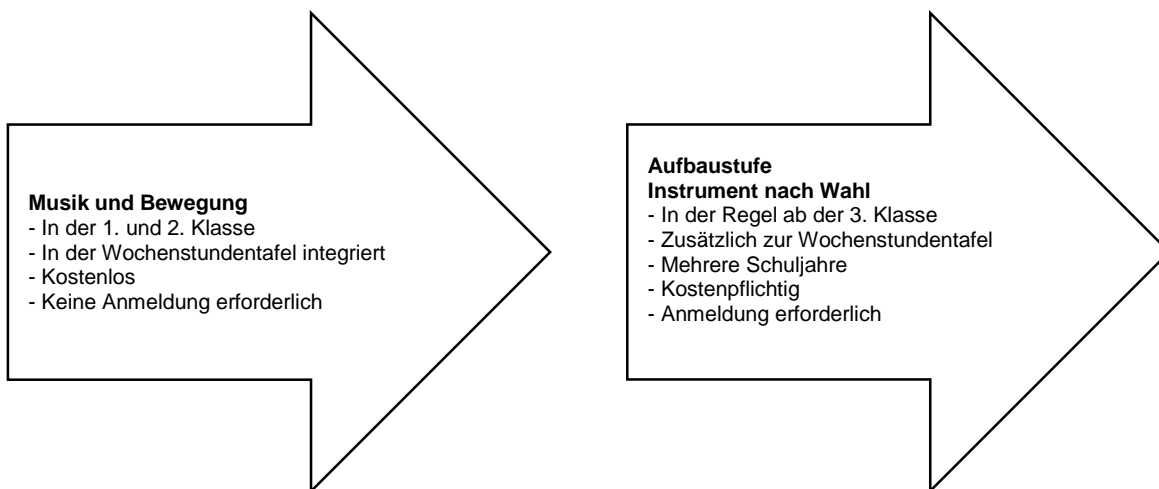 Musik und Bewegung
- In der 1. und 2. Klasse
- In der Wochenstundentafel integriert
- Kostenlos
- Keine Anmeldung erforderlich
Aufbaustufe
Instrument nach Wahl
- In der Regel ab der 3. Klasse
- Zusätzlich zur Wochenstundentafel
- Mehrere Schuljahre
- Kostenpflichtig
- Anmeldung erforderlich